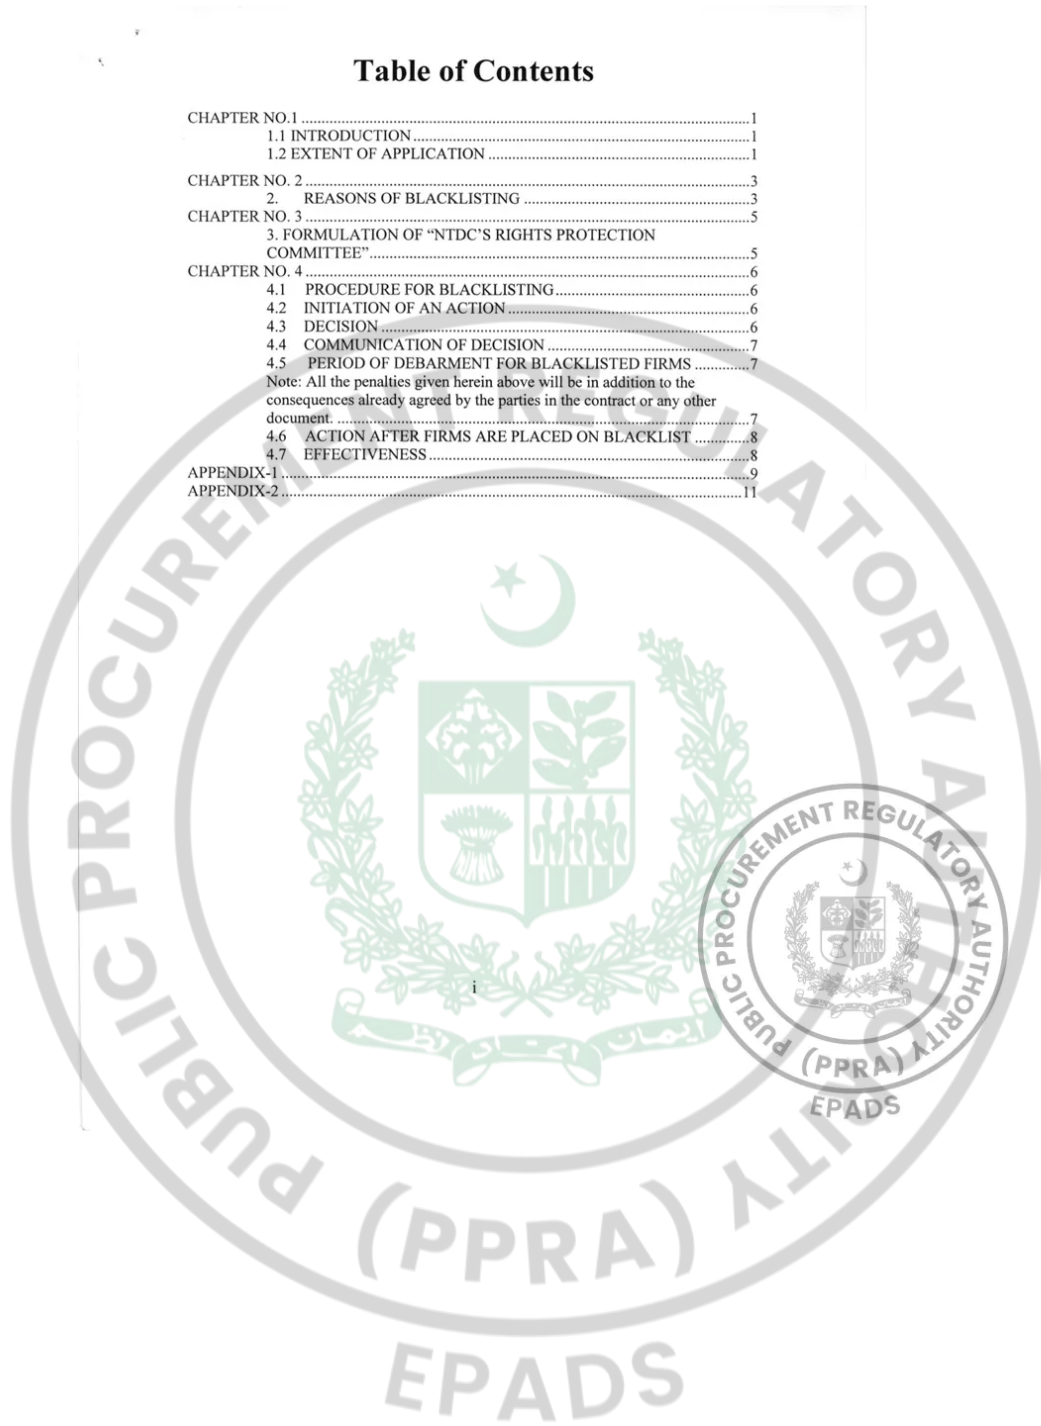 Table of Contents
CHAPTER NO.1 ........ 1
1.1 INTRODUCTION ........ 1
1.2 EXTENT OF APPLICATION ........ 1
CHAPTER NO. 2 ........ 3
2. REASONS OF BLACKLISTING ........ 3
CHAPTER NO. 3 ........ 5
3. FORMULATION OF “NTDC’S RIGHTS PROTECTION
COMMITTEE” ........ 5
CHAPTER NO. 4 ........ 6
4.1 PROCEDURE FOR BLACKLISTING ........ 6
4.2 INITIATION OF AN ACTION ........ 6
4.3 DECISION ........ 6
4.4 COMMUNICATION OF DECISION ........ 7
4.5 PERIOD OF DEBARMENT FOR BLACKLISTED FIRMS ........ 7
Note: All the penalties given herein above will be in addition to the
consequences already agreed by the parties in the contract or any other
document. ........ 7
4.6 ACTION AFTER FIRMS ARE PLACED ON BLACKLIST ........ 8
4.7 EFFECTIVENESS ........ 8
APPENDIX-1 ........ 9
APPENDIX-2 ........ 11
i
PUBLIC PROCUREMENT REGULATORY AUTHORITY
(PPRA)
EPADS
PUBLIC PROCUREMENT REGULATORY AUTHORITY
(PPRA)
EPADS